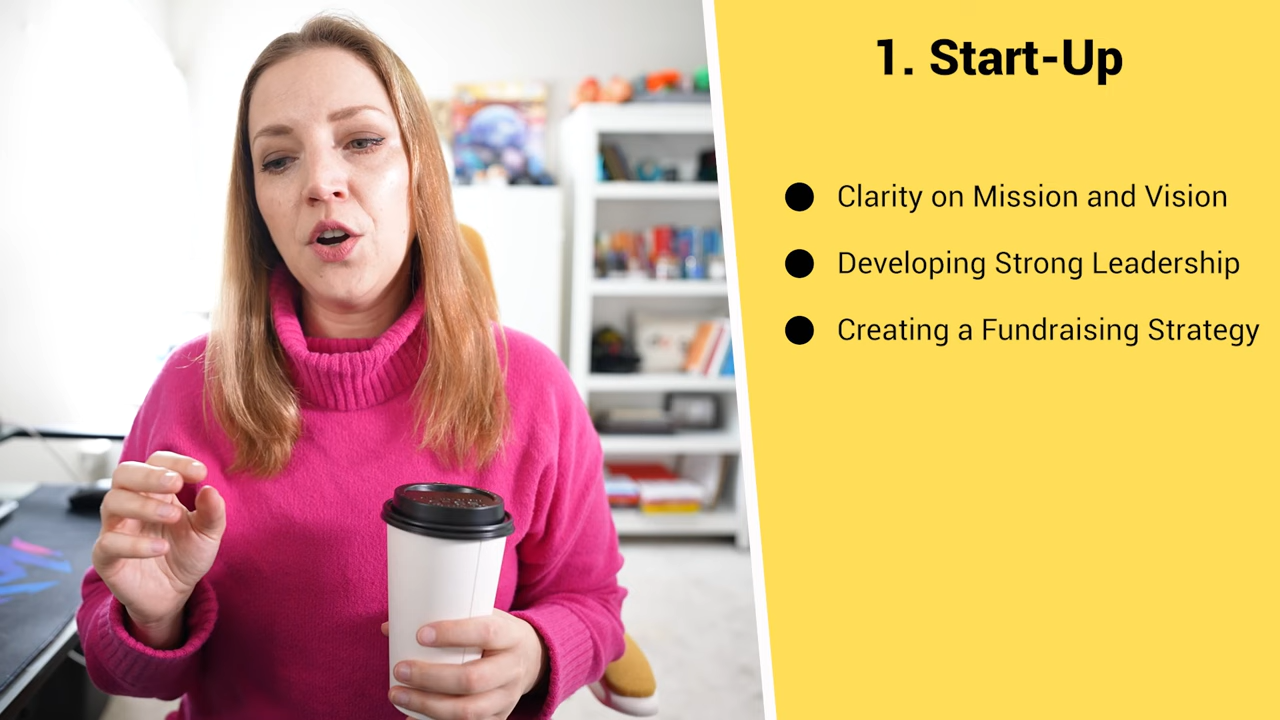 1. Start-Up
Clarity on Mission and Vision
Developing Strong Leadership
Creating a Fundraising Strategy